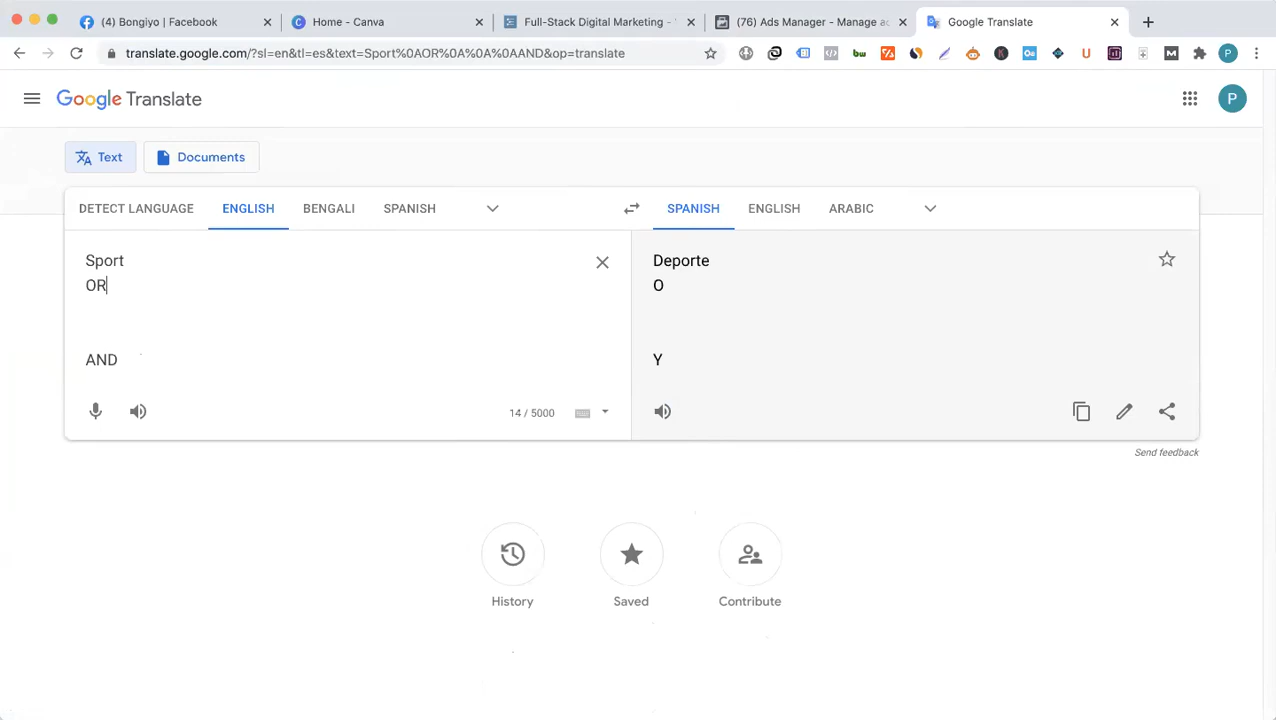 (4) Bongiyo | Facebook
Home - Canva
Full-Stack Digital Marketing -
(76) Ads Manager - Manage ad
Google Translate
translate.google.com/?sl=en&tl=es&text=Sport%0AOR%0A%0A%0AAND&op=translate
P
Google Translate
P
Text
Documents
DETECT LANGUAGE
ENGLISH
BENGALI
SPANISH
SPANISH
ENGLISH
ARABIC
Sport
OR
AND
14 / 5000
Deporte
O
Y
Send feedback
History
Saved
Contribute